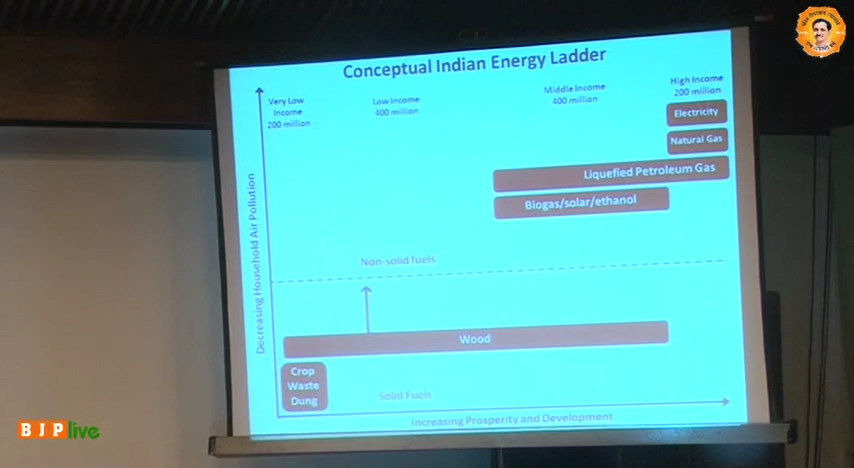 Conceptual Indian Energy Ladder
Very Low
Income
200 million
Low Income
400 million
Middle Income
400 million
High Income
200 million
Electricity
Natural Gas
Liquefied Petroleum Gas
Biogas/solar/ethanol
Decreasing Household Air Pollution
Non-solid fuels
Wood
Crop
Waste
Dung
Solid Fuels
Increasing Prosperity and Development
BJP live